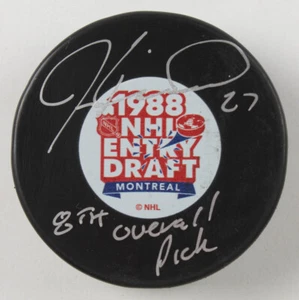 27
1988
NHL
ENTRY
DRAFT
MONTREAL
© NHL
8TH overall
Pick